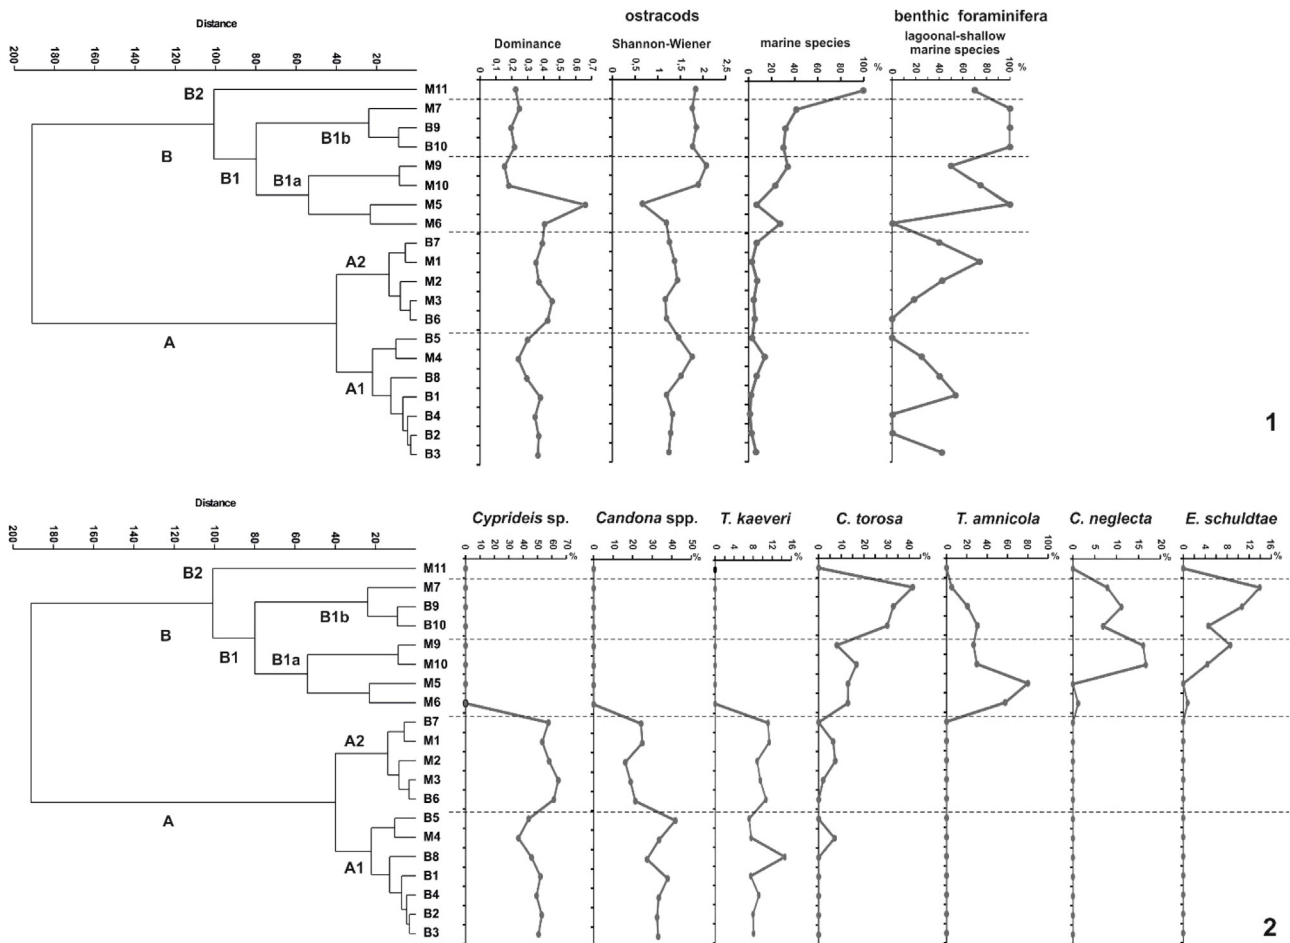 ostracods benthic foraminifera 1
Distance
Dominance Shannon-Wiener marine species lagoonal-shallow
marine species
200 180 160 140 120 100 80 60 40 20
0 0,1 0,2 0,3 0,4 0,5 0,6 0,7
0 0,5 1 1,5 2 2,5
0 20 40 60 80 100 %
0 20 40 60 80 100 %
B2 M11
M7
B1b B9
B B10
B1 B1a M9
M10
M5
M6
B7
A2 M1
M2
M3
B6
A B5
M4
A1 B8
B1
B4
B2
B3
1
Distance
Cyprideis sp. Candona spp. T. kaeveri C. torosa T. amnicola C. neglecta E. schuldtae
200 180 160 140 120 100 80 60 40 20
0 10 20 30 40 50 60 70 %
0 10 20 30 40 50 %
0 4 8 12 16 %
0 10 20 30 40 %
0 20 40 60 80 100 %
0 5 10 15 20 %
0 4 8 12 16 %
B2 M11
M7
B1b B9
B B10
B1 B1a M9
M10
M5
M6
B7
A2 M1
M2
M3
B6
A B5
M4
A1 B8
B1
B4
B2
B3
2